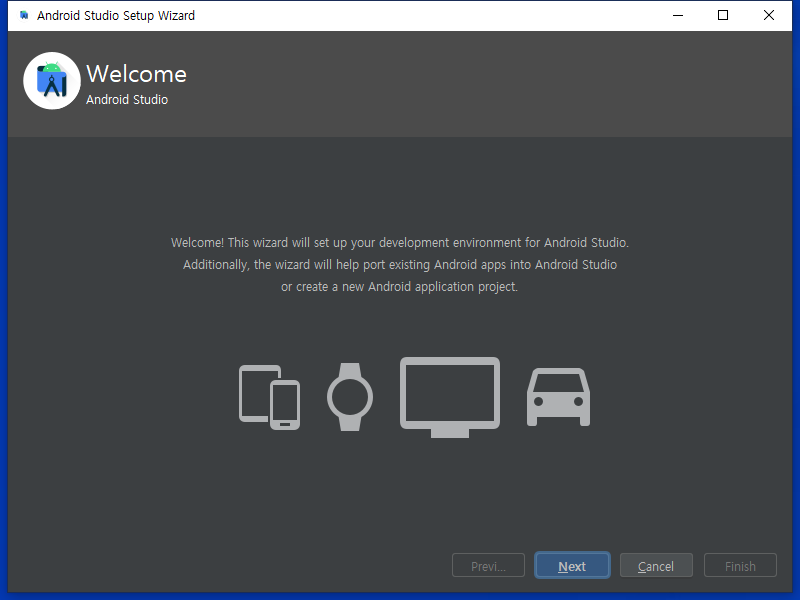 Android Studio Setup Wizard
Welcome
Android Studio
Welcome! This wizard will set up your development environment for Android Studio.
Additionally, the wizard will help port existing Android apps into Android Studio
or create a new Android application project.
Previ...
Next
Cancel
Finish